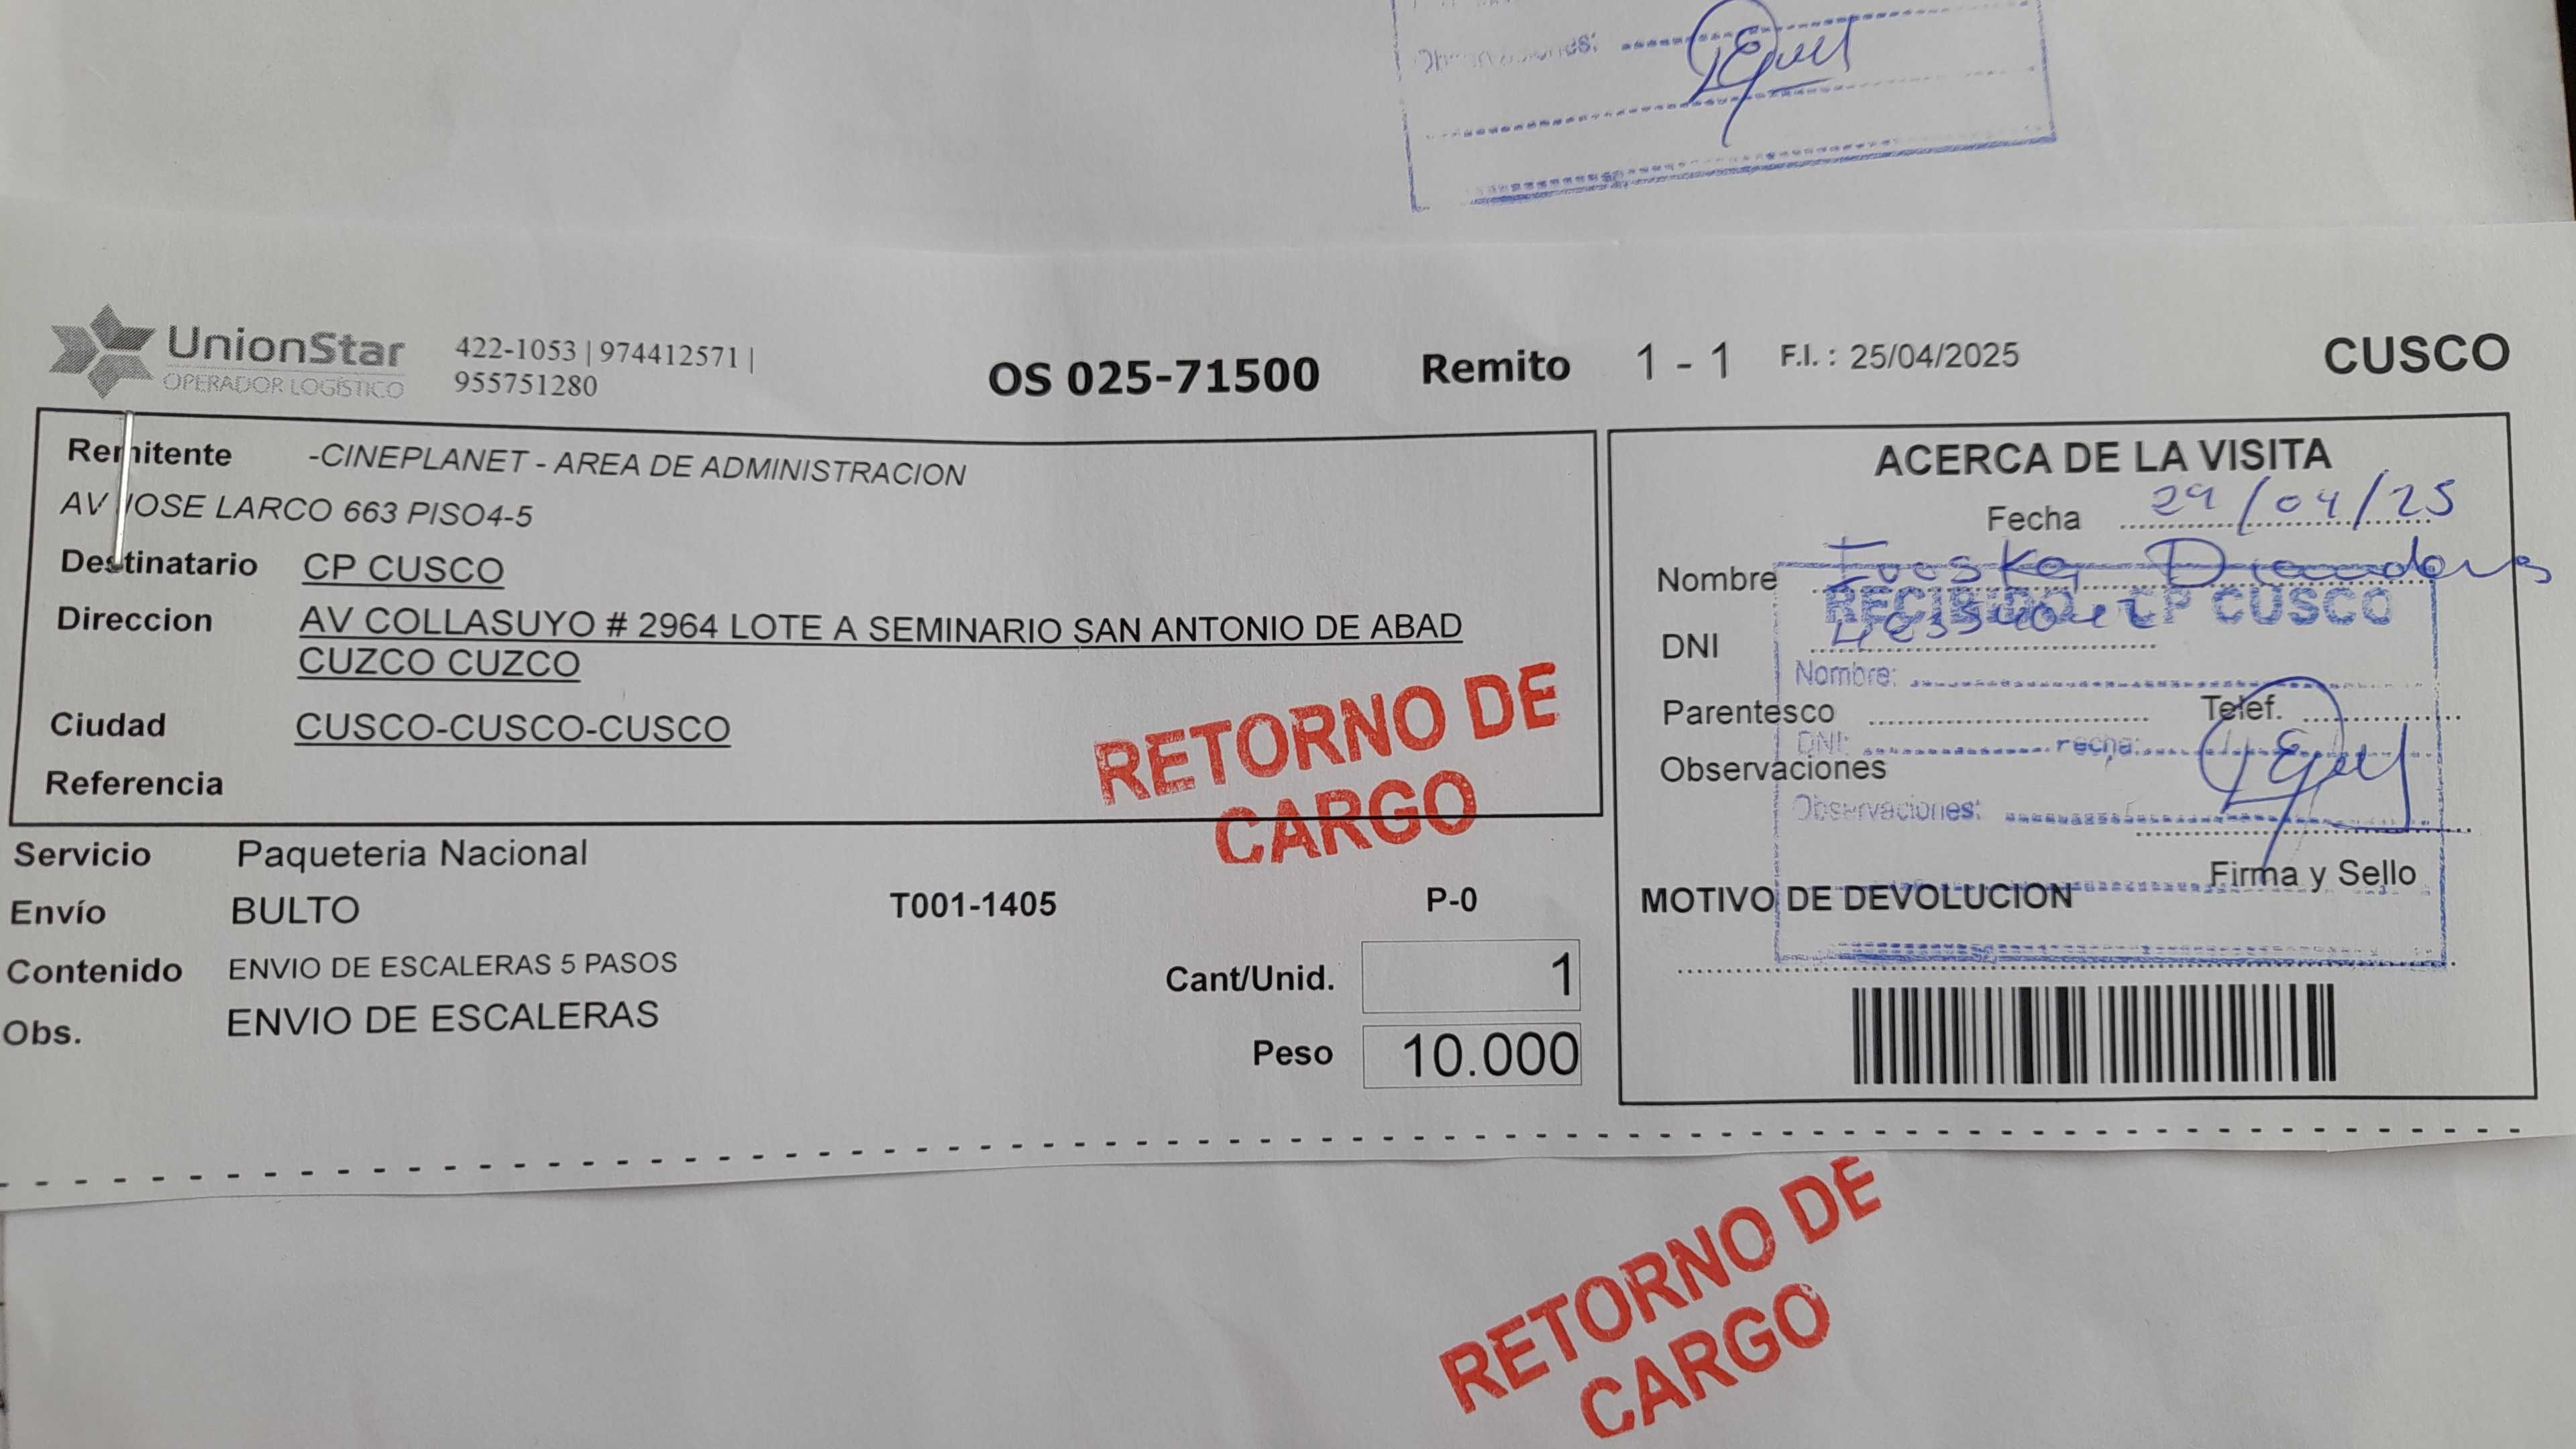 Observaciones:
UnionStar
OPERADOR LOGÍSTICO
422-1053 | 974412571 |
955751280
OS 025-71500
Remito
1 - 1
F.I. : 25/04/2025
CUSCO
Remitente -CINEPLANET - AREA DE ADMINISTRACION
AV JOSE LARCO 663 PISO4-5
Destinatario CP CUSCO
Direccion AV COLLASUYO # 2964 LOTE A SEMINARIO SAN ANTONIO DE ABAD
CUZCO CUZCO
Ciudad CUSCO-CUSCO-CUSCO
Referencia
RETORNO DE
CARGO
Servicio Paqueteria Nacional
Envío BULTO T001-1405 P-0
Contenido ENVIO DE ESCALERAS 5 PASOS
Cant/Unid. 1
Obs. ENVIO DE ESCALERAS
Peso 10.000
ACERCA DE LA VISITA
Fecha 29/04/25
Nombre
RECIBIDO CP CUSCO
DNI
Nombre:
Parentesco Telef.
DNI: Fecha:
Observaciones
Observaciones:
Firma y Sello
MOTIVO DE DEVOLUCION
RETORNO DE
CARGO